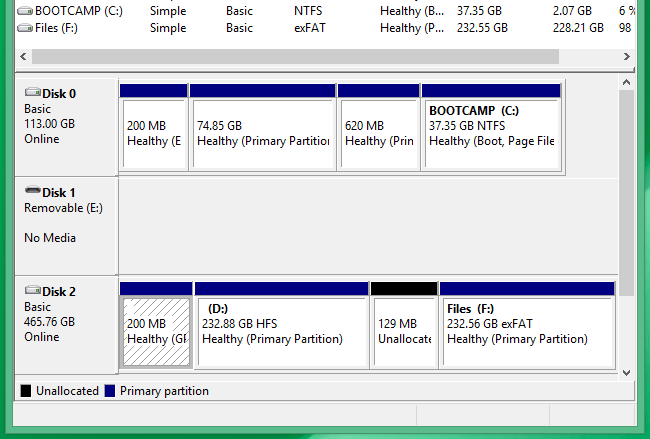 BOOTCAMP (C:) Simple Basic NTFS Healthy (B... 37.35 GB 2.07 GB 6 %
Files (F:) Simple Basic exFAT Healthy (P... 232.55 GB 228.21 GB 98
Disk 0
Basic
113.00 GB
Online
200 MB
Healthy (E
74.85 GB
Healthy (Primary Partition
620 MB
Healthy (Prin
BOOTCAMP (C:)
37.35 GB NTFS
Healthy (Boot, Page File
Disk 1
Removable (E:)
No Media
Disk 2
Basic
465.76 GB
Online
200 MB
Healthy (GP
(D:)
232.88 GB HFS
Healthy (Primary Partition)
129 MB
Unallocate
Files (F:)
232.56 GB exFAT
Healthy (Primary Partition)
Unallocated Primary partition